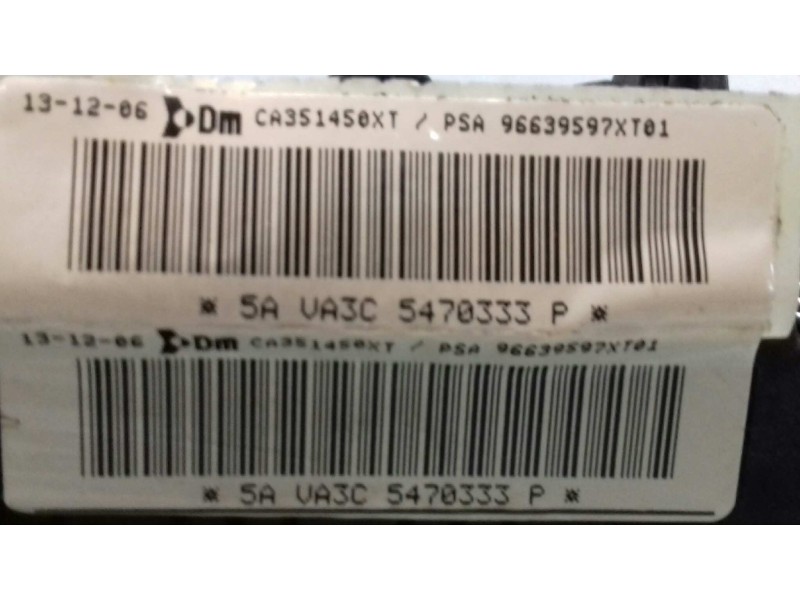 13-12-06 Dm CA351450XT / PSA 96639597XT01
* 5A VA3C 5470333 P *
13-12-06 Dm CA351450XT / PSA 96639597XT01
* 5A VA3C 5470333 P *